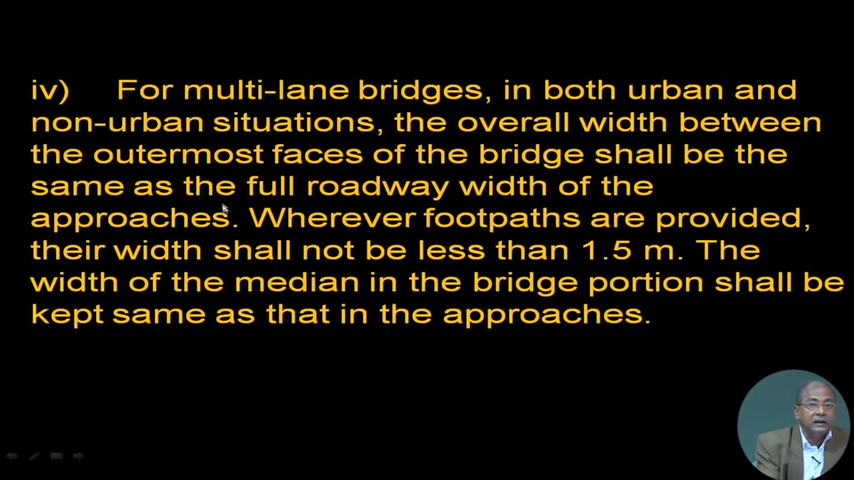 iv) For multi-lane bridges, in both urban and
non-urban situations, the overall width between
the outermost faces of the bridge shall be the
same as the full roadway width of the
approaches. Wherever footpaths are provided,
their width shall not be less than 1.5 m. The
width of the median in the bridge portion shall be
kept same as that in the approaches.